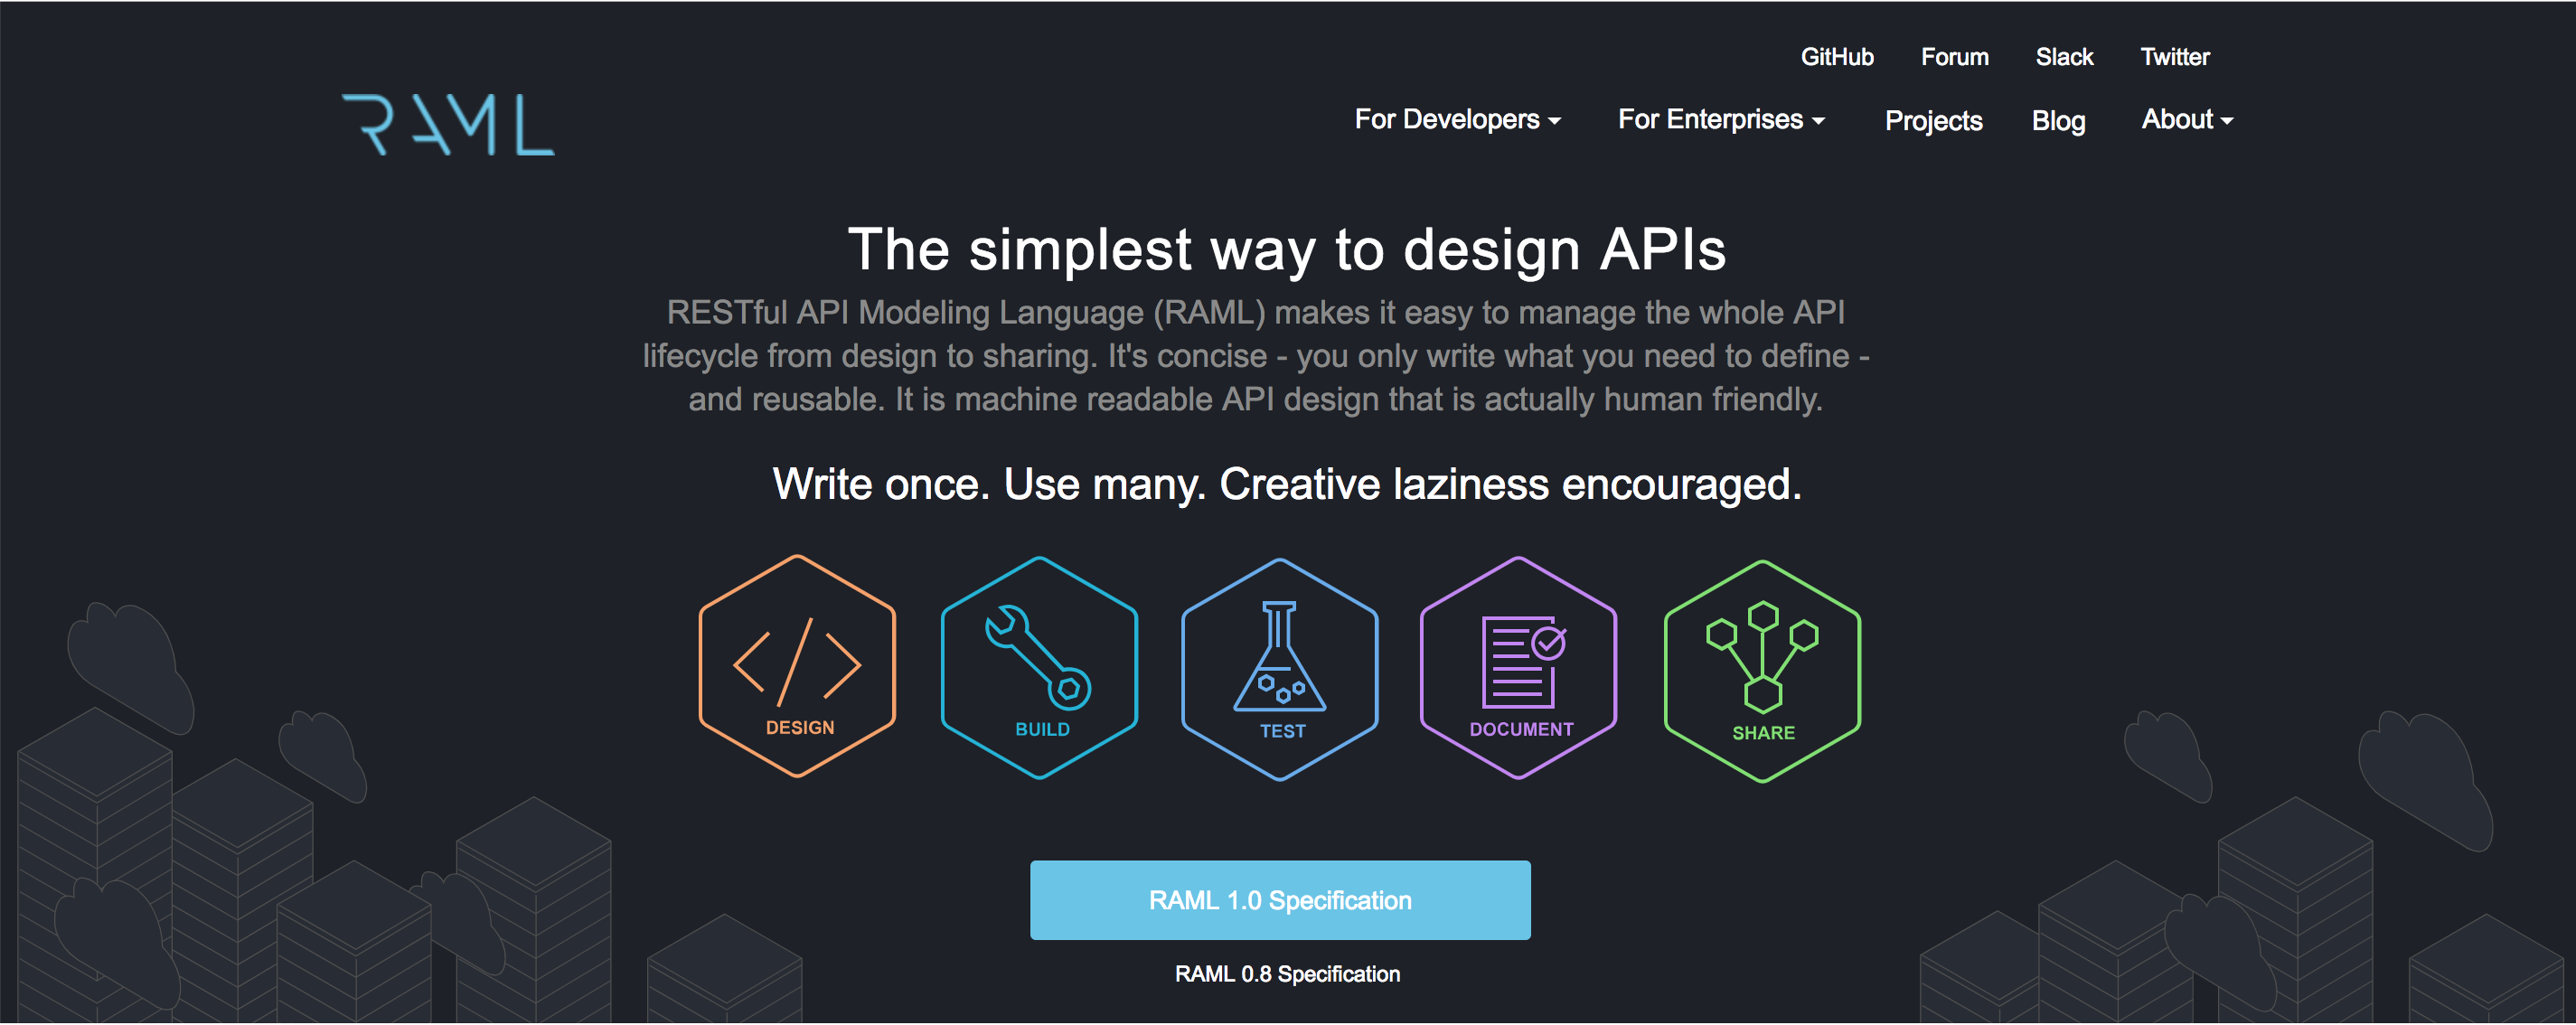 GitHub Forum Slack Twitter
RAML
For Developers For Enterprises Projects Blog About
The simplest way to design APIs
RESTful API Modeling Language (RAML) makes it easy to manage the whole API
lifecycle from design to sharing. It's concise - you only write what you need to define -
and reusable. It is machine readable API design that is actually human friendly.
Write once. Use many. Creative laziness encouraged.
DESIGN BUILD TEST DOCUMENT SHARE
RAML 1.0 Specification
RAML 0.8 Specification